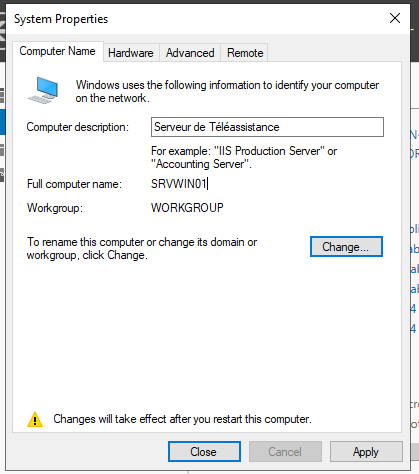 System Properties
Computer Name Hardware Advanced Remote
Windows uses the following information to identify your computer
on the network.
Computer description: Serveur de Téléassistance
For example: "IIS Production Server" or
"Accounting Server".
Full computer name: SRVWIN01
Workgroup: WORKGROUP
To rename this computer or change its domain or
workgroup, click Change.
Change...
Changes will take effect after you restart this computer.
Close Cancel Apply